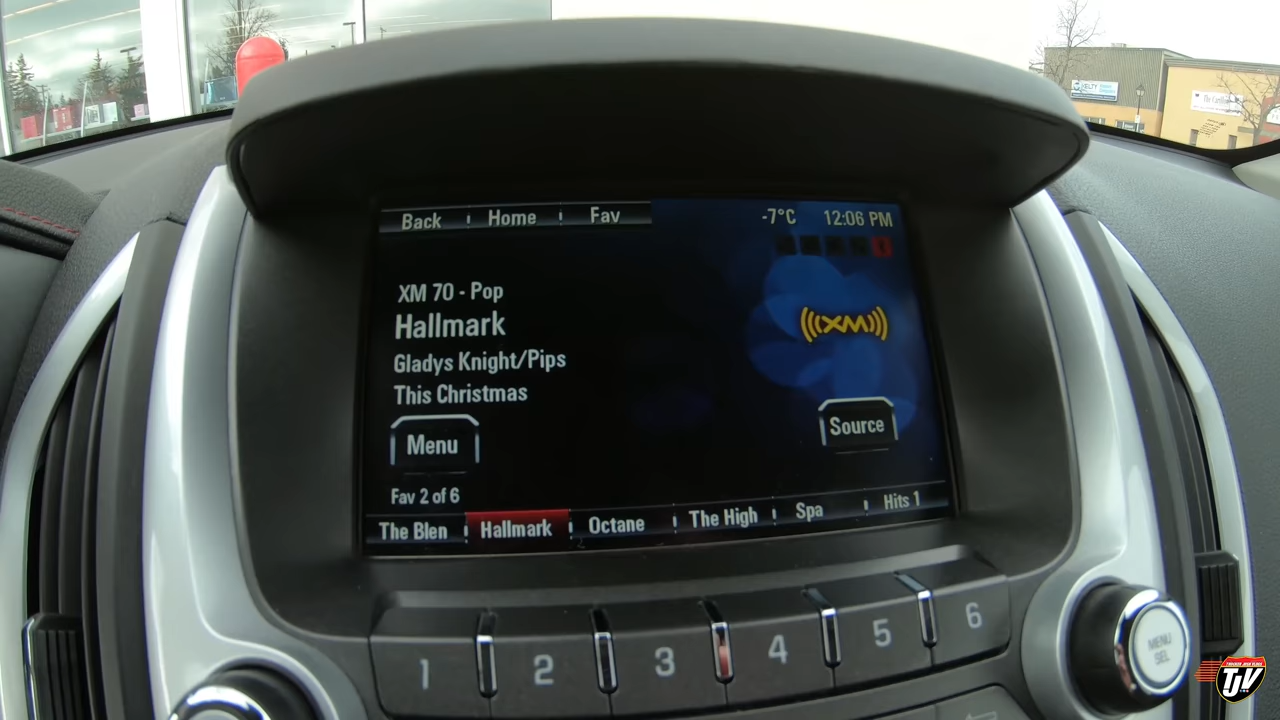 Back Home Fav -7°C 12:06 PM
XM 70 - Pop
Hallmark
Gladys Knight/Pips
This Christmas
XM
Menu
Source
Fav 2 of 6
The Blen Hallmark Octane The High Spa Hits 1
1 2 3 4 5 6
MENU
SEL
TJV